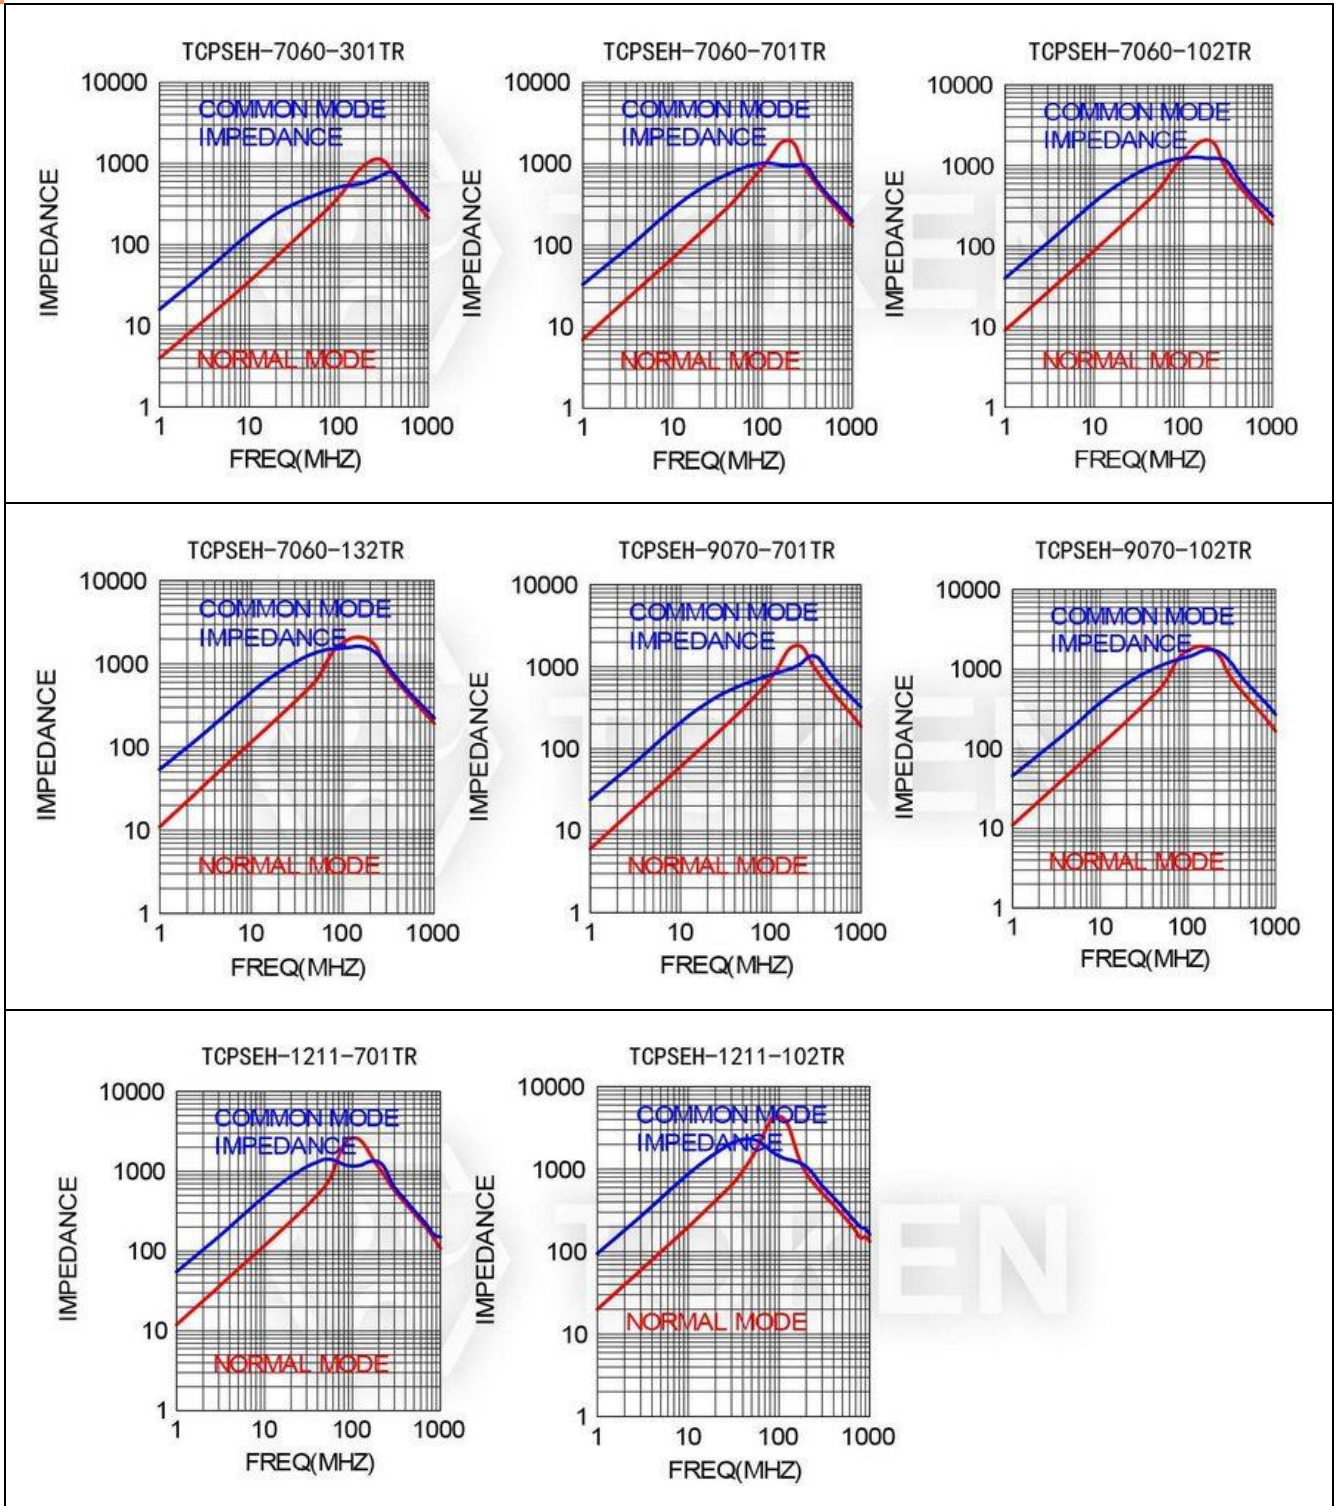 TCPSEH-7060-301TR
10000
COMMON MODE
IMPEDANCE
1000
IMPEDANCE
100
10
NORMAL MODE
1
1 10 100 1000
FREQ(MHZ)
TCPSEH-7060-701TR
10000
COMMON MODE
IMPEDANCE
1000
IMPEDANCE
100
10
NORMAL MODE
1
1 10 100 1000
FREQ(MHZ)
TCPSEH-7060-102TR
10000
COMMON MODE
IMPEDANCE
1000
IMPEDANCE
100
10
NORMAL MODE
1
1 10 100 1000
FREQ(MHZ)
TOKEN
TCPSEH-7060-132TR
10000
COMMON MODE
IMPEDANCE
1000
IMPEDANCE
100
10
NORMAL MODE
1
1 10 100 1000
FREQ(MHZ)
TCPSEH-9070-701TR
10000
COMMON MODE
IMPEDANCE
1000
IMPEDANCE
100
10
NORMAL MODE
1
1 10 100 1000
FREQ(MHZ)
TCPSEH-9070-102TR
10000
COMMON MODE
IMPEDANCE
1000
IMPEDANCE
100
10
NORMAL MODE
1
1 10 100 1000
FREQ(MHZ)
TOKEN
TCPSEH-1211-701TR
10000
COMMON MODE
IMPEDANCE
1000
IMPEDANCE
100
10
NORMAL MODE
1
1 10 100 1000
FREQ(MHZ)
TCPSEH-1211-102TR
10000
COMMON MODE
IMPEDANCE
1000
IMPEDANCE
100
NORMAL MODE
10
1
1 10 100 1000
FREQ(MHZ)
TOKEN